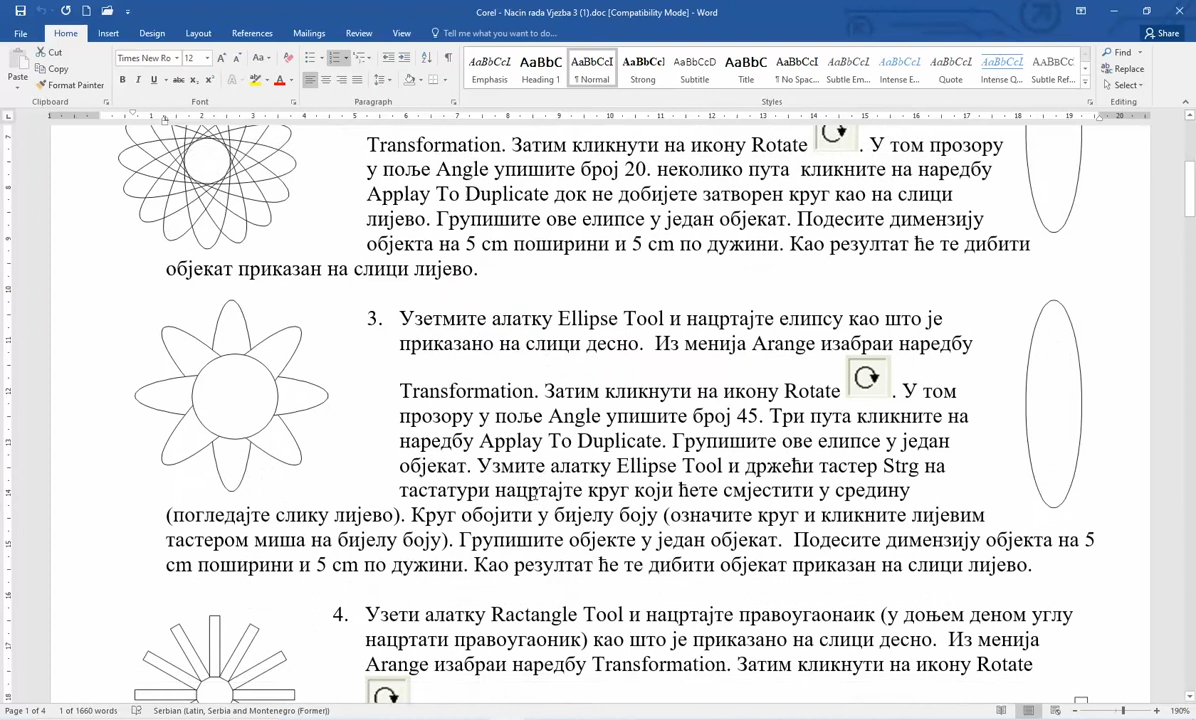 Corel - Nacin rada Vjezba 3 (1).doc [Compatibility Mode] - Word
File Home Insert Design Layout References Mailings Review View Tell me what you want to do... Share
Paste Cut Copy Format Painter
Times New Ro 12
AaBbCcL AaBbC AaBbCcI AaBbCc AaBbCcD AaBbC AaBbCcI AaBbCcL AaBbCcL AaBbCcL AaBbCcI AABBCC
Emphasis Heading 1 ¶ Normal Strong Subtitle Title ¶ No Spac... Subtle Em... Intense E... Quote Intense Q... Subtle Ref...
Find Replace Select
Clipboard Font Paragraph Styles Editing
Transformation. Затим кликнути на икону Rotate . У том прозору
у поље Angle упишите број 20. неколико пута кликните на наредбу
Applay To Duplicate док не добијете затворен круг као на слици
лијево. Групишите ове елипсе у један објекат. Подесите димензију
објекта на 5 cm поширини и 5 cm по дужини. Као резултат ће те дибити
објекат приказан на слици лијево.
3. Узетмите алатку Ellipse Tool и нацртајте елипсу као што је
приказано на слици десно. Из менија Arange изабраи наредбу
Transformation. Затим кликнути на икону Rotate . У том
прозору у поље Angle упишите број 45. Три пута кликните на
наредбу Applay To Duplicate. Групишите ове елипсе у један
објекат. Узмите алатку Ellipse Tool и држећи тастер Strg на
тастатури нацртајте круг који ћете смјестити у средину
(погледајте слику лијево). Круг обојити у бијелу боју (означите круг и кликните лијевим
тастером миша на бијелу боју). Групишите објекте у један објекат. Подесите димензију објекта на 5
cm поширини и 5 cm по дужини. Као резултат ће те дибити објекат приказан на слици лијево.
4. Узети алатку Ractangle Tool и нацртајте правоугаонаик (у доњем деном углу
нацртати правоугаоник) као што је приказано на слици десно. Из менија
Arange изабраи наредбу Transformation. Затим кликнути на икону Rotate
Page 1 of 4 1 of 1660 words Serbian (Latin, Serbia and Montenegro (Former)) 190%